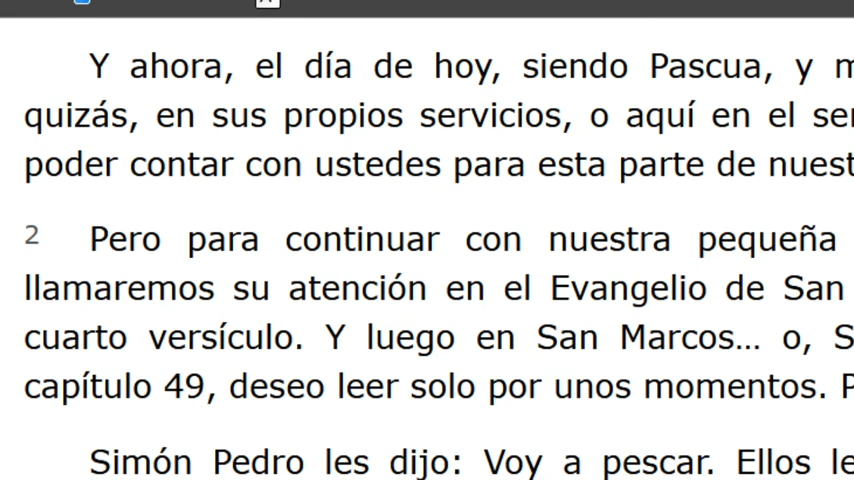 Y ahora, el día de hoy, siendo Pascua, y
quizás, en sus propios servicios, o aquí en el
poder contar con ustedes para esta parte de
2 Pero para continuar con nuestra pequeña
llamaremos su atención en el Evangelio de San
cuarto versículo. Y luego en San Marcos... o,
capítulo 49, deseo leer solo por unos momentos.
Simón Pedro les dijo: Voy a pescar. Ellos